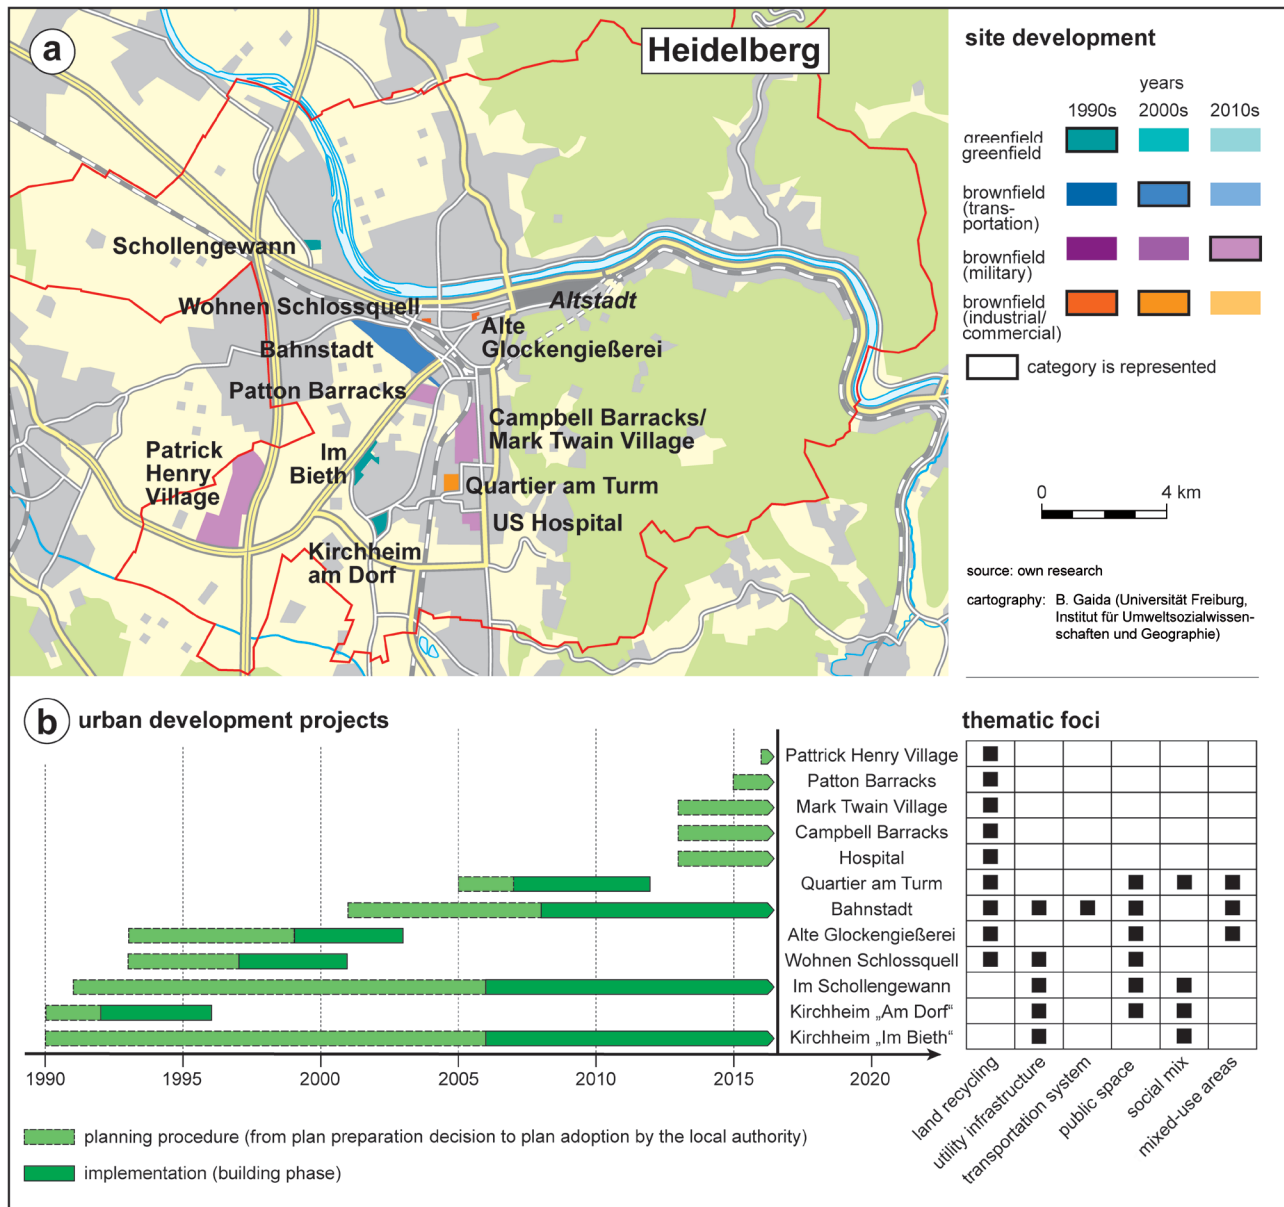 a
Heidelberg
Schollengewann
Wohnen Schlossquell
Altstadt
Alte
Glockengießerei
Bahnstadt
Patton Barracks
Campbell Barracks/
Mark Twain Village
Patrick
Henry
Village
Im
Bieth
Quartier am Turm
US Hospital
Kirchheim
am Dorf
site development
years
1990s 2000s 2010s
greenfield
greenfield
brownfield
(trans-
portation)
brownfield
(military)
brownfield
(industrial/
commercial)
category is represented
0 4 km
source: own research
cartography: B. Gaida (Universität Freiburg,
Institut für Umweltsozialwissen-
schaften und Geographie)
b urban development projects
thematic foci
Pattrick Henry Village
Patton Barracks
Mark Twain Village
Campbell Barracks
Hospital
Quartier am Turm
Bahnstadt
Alte Glockengießerei
Wohnen Schlossquell
Im Schollengewann
Kirchheim „Am Dorf“
Kirchheim „Im Bieth“
1990 1995 2000 2005 2010 2015 2020
land recycling
utility infrastructure
transportation system
public space
social mix
mixed-use areas
planning procedure (from plan preparation decision to plan adoption by the local authority)
implementation (building phase)